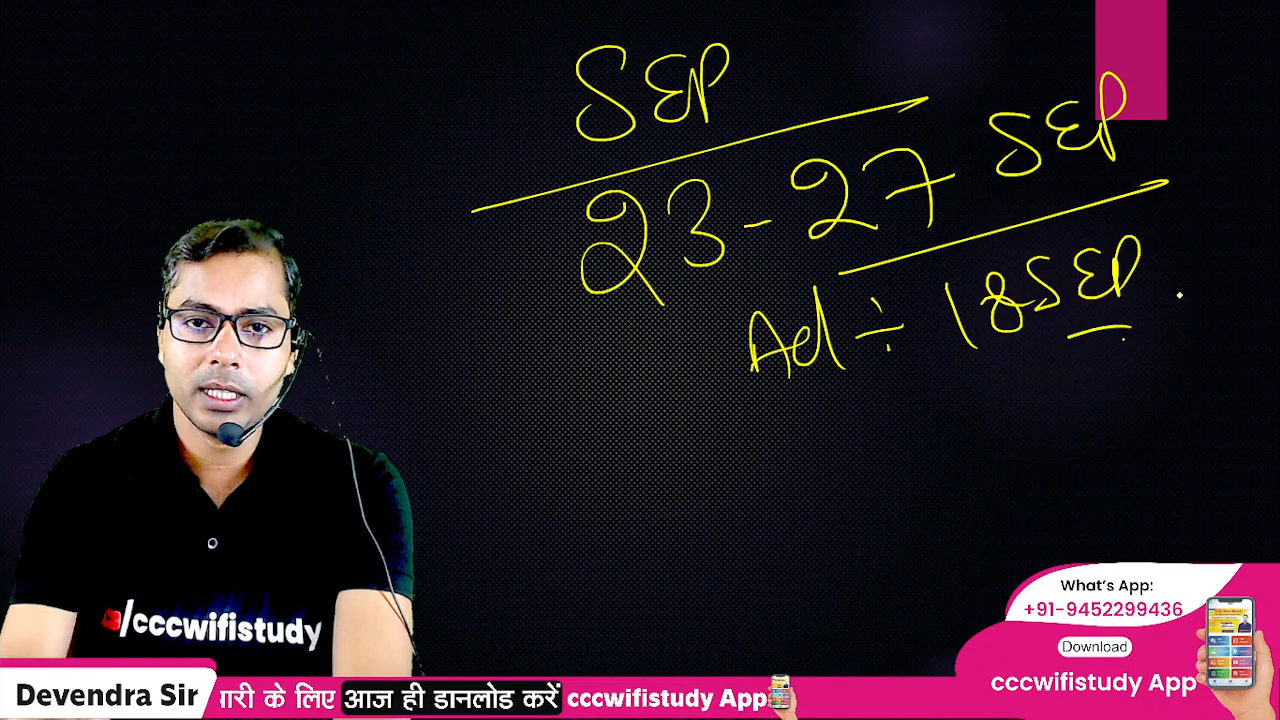 SEP
23-27 SEP
Ad ÷ 18 SEP
/cccwifistudy
What's App:
+91-9452299436
Download
cccwifistudy App
Devendra Sir
ारी के लिए आज ही डानलोड करें cccwifistudy App